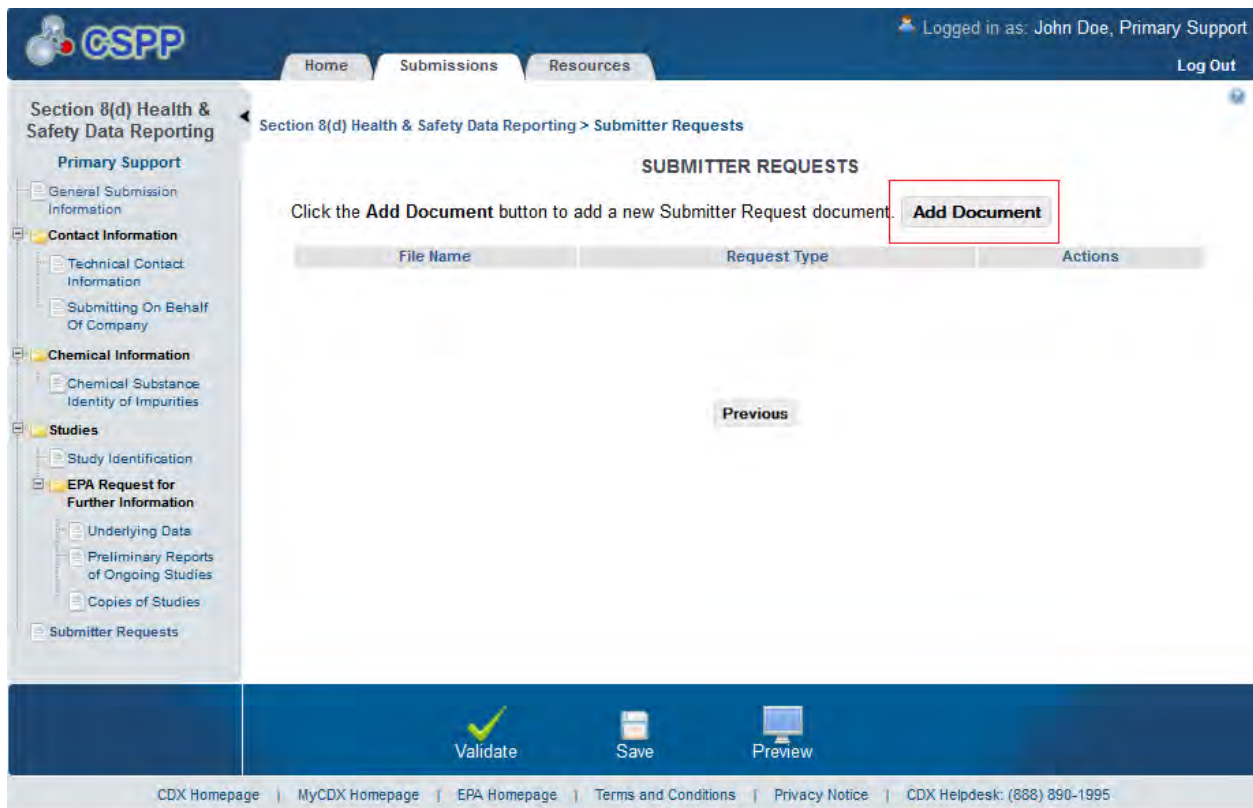 CSPP
Logged in as: John Doe, Primary Support
Home Submissions Resources
Log Out
Section 8(d) Health &
Safety Data Reporting
Primary Support
General Submission
Information
Contact Information
Technical Contact
Information
Submitting On Behalf
Of Company
Chemical Information
Chemical Substance
Identity of Impurities
Studies
Study Identification
EPA Request for
Further Information
Underlying Data
Preliminary Reports
of Ongoing Studies
Copies of Studies
Submitter Requests
Section 8(d) Health & Safety Data Reporting > Submitter Requests
SUBMITTER REQUESTS
Click the Add Document button to add a new Submitter Request document. Add Document
File Name Request Type Actions
Previous
Validate Save Preview
CDX Homepage | MyCDX Homepage | EPA Homepage | Terms and Conditions | Privacy Notice | CDX Helpdesk: (888) 890-1995